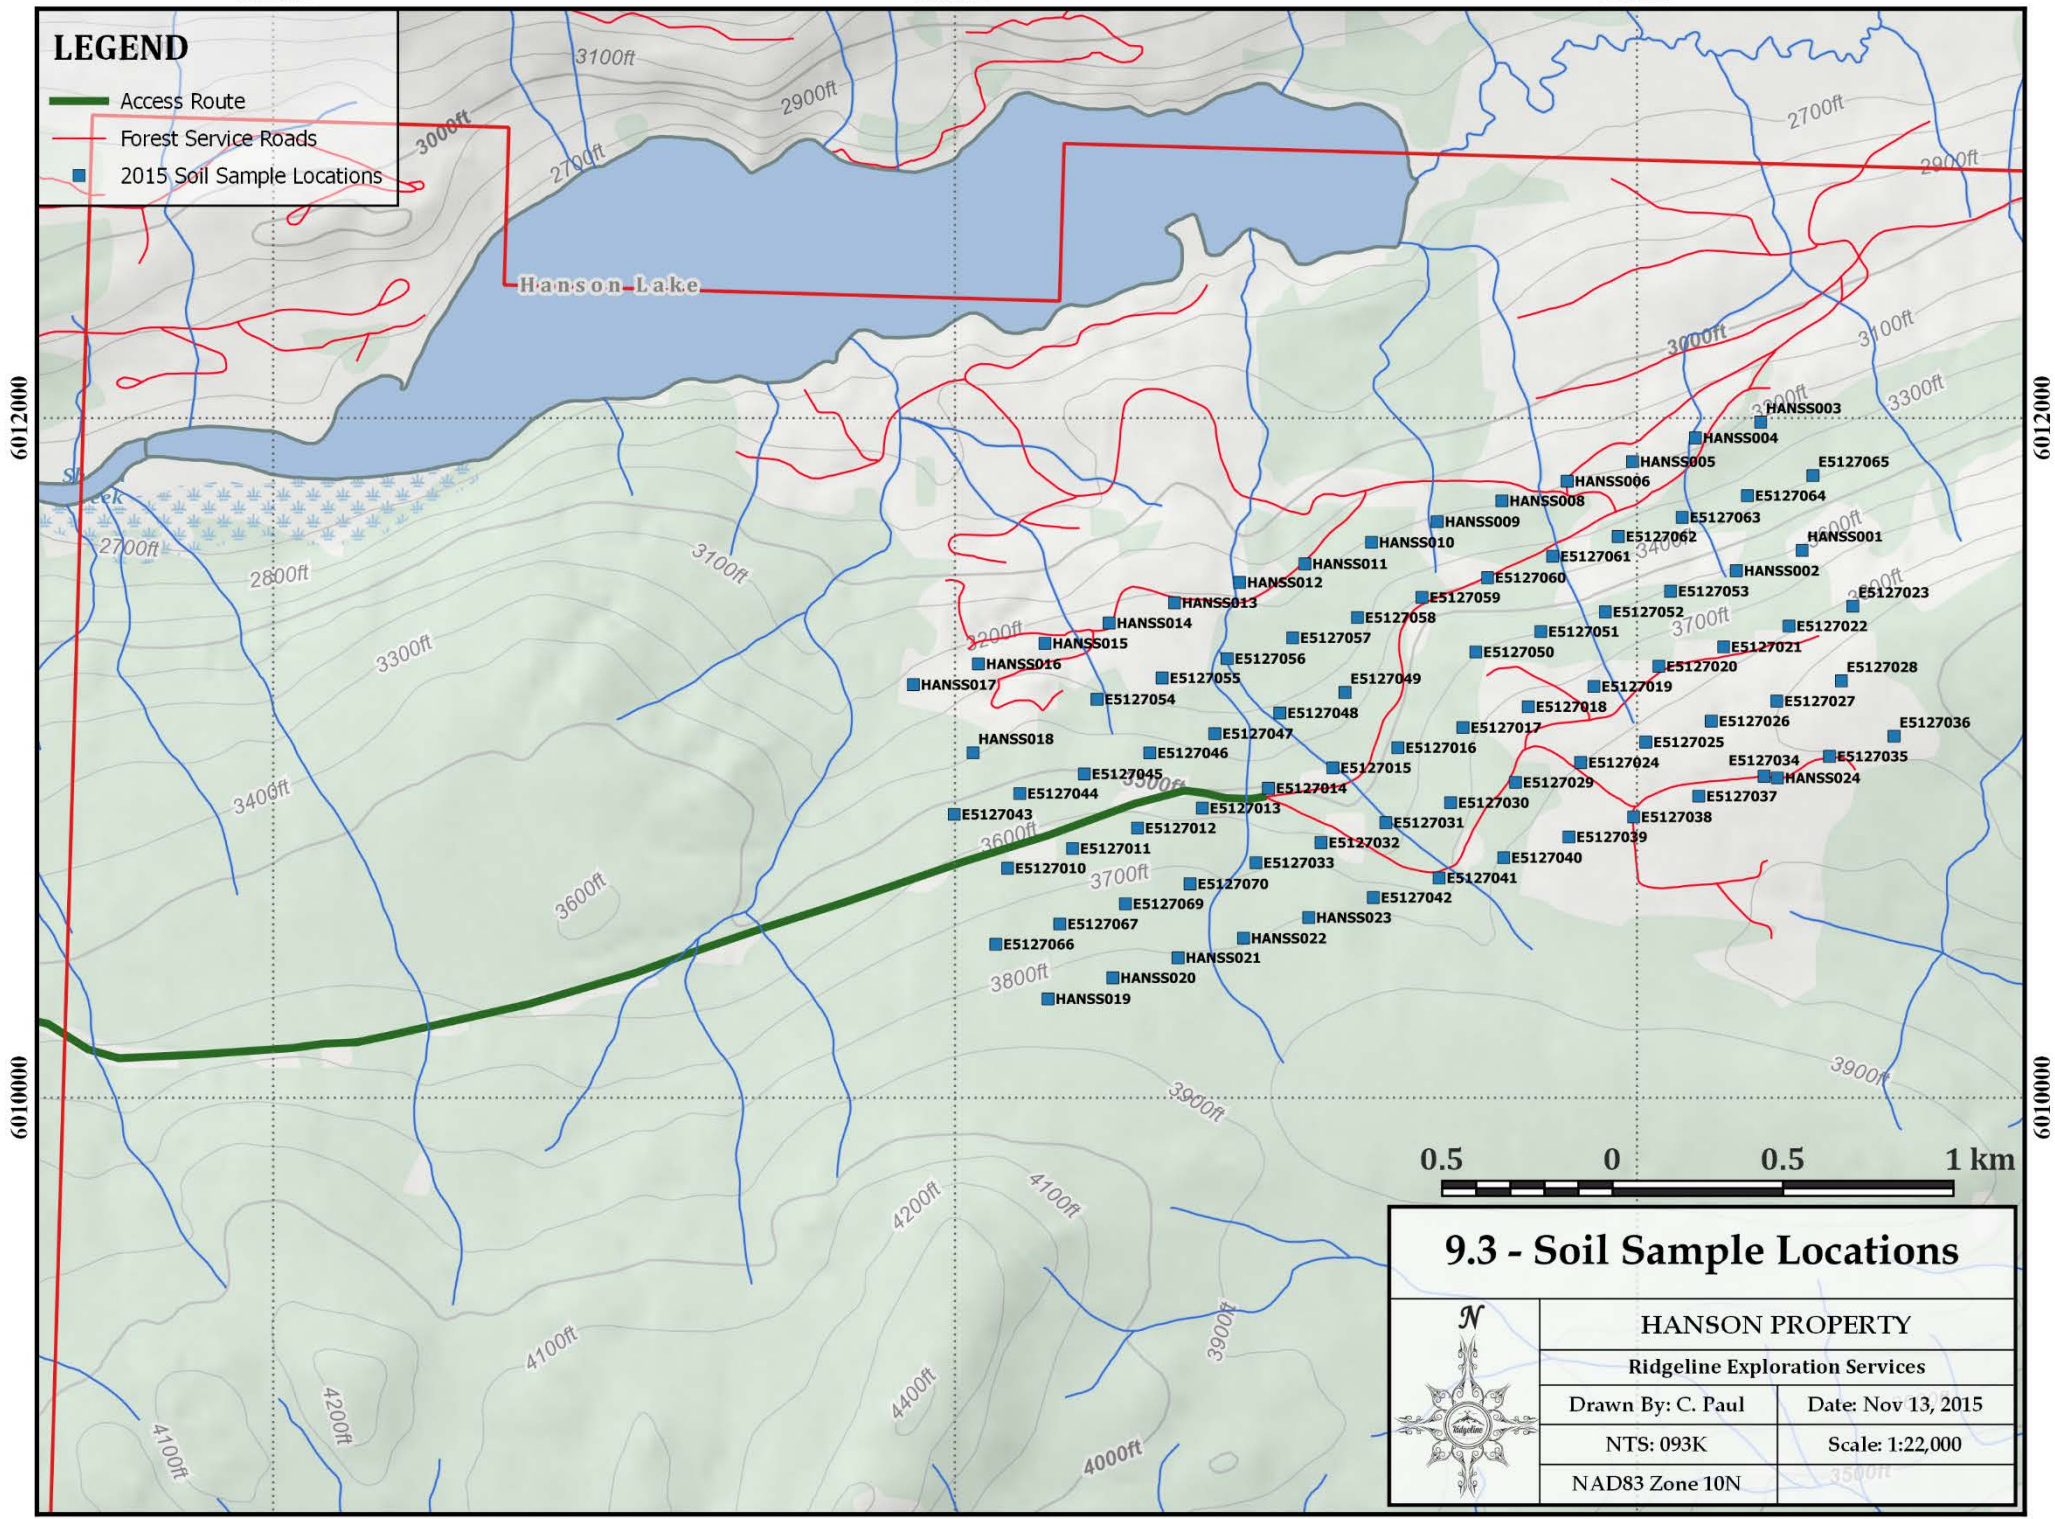 LEGEND
Access Route
Forest Service Roads
2015 Soil Sample Locations
3100ft
2900ft
3000ft
2700ft
2700ft
2900ft
Hanson Lake
3000ft
3100ft
3300ft
6012000
6012000
HANSS003
HANSS004
HANSS005
E5127065
HANSS006
E5127064
HANSS008
E5127063
HANSS009
E5127062
HANSS001
HANSS010
E5127061
3400ft
HANSS011
E5127060
HANSS002
HANSS012
E5127059
E5127053
E5127023
HANSS013
E5127058
E5127052
3700ft
HANSS014
E5127057
E5127051
E5127022
3200ft
HANSS015
E5127056
E5127050
E5127021
HANSS016
E5127055
E5127049
E5127020
E5127028
HANSS017
E5127054
E5127048
E5127019
E5127027
E5127018
E5127026
HANSS018
E5127047
E5127017
E5127025
E5127036
E5127046
E5127016
E5127024
E5127034
E5127035
E5127045
E5127015
E5127029
HANSS024
E5127044
3500ft
E5127014
E5127030
E5127037
E5127043
E5127013
E5127031
E5127038
E5127012
E5127032
E5127039
3600ft
E5127011
E5127033
E5127040
E5127010
3700ft
E5127070
E5127041
E5127069
E5127042
E5127067
HANSS023
E5127066
HANSS022
HANSS021
3800ft
HANSS020
HANSS019
2700ft
2800ft
3100ft
3300ft
3400ft
3600ft
6010000
6010000
3900ft
3900ft
4200ft
4100ft
3900ft
4100ft
4200ft
4400ft
4100ft
4000ft
0.5 0 0.5 1 km
9.3 - Soil Sample Locations
N
HANSON PROPERTY
Ridgeline Exploration Services
Drawn By: C. Paul
Date: Nov 13, 2015
NTS: 093K
Scale: 1:22,000
NAD83 Zone 10N
Ridgeline
3500ft